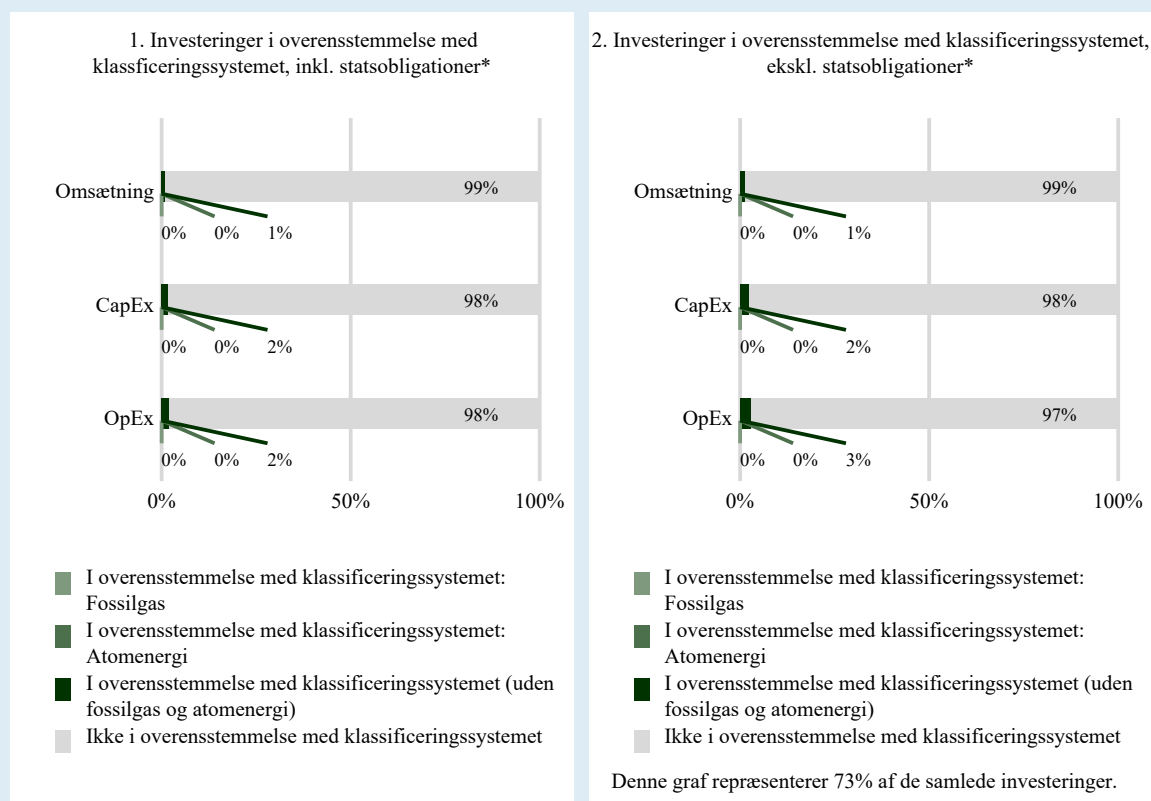 1. Investeringer i overensstemmelse med
klassficeringssystemet, inkl. statsobligationer*
Omsætning
99%
0% 0% 1%
CapEx
98%
0% 0% 2%
OpEx
98%
0% 0% 2%
0% 50% 100%
I overensstemmelse med klassificeringssystemet:
Fossilgas
I overensstemmelse med klassificeringssystemet:
Atomenergi
I overensstemmelse med klassificeringssystemet (uden
fossilgas og atomenergi)
Ikke i overensstemmelse med klassificeringssystemet
2. Investeringer i overensstemmelse med klassificeringssystemet,
ekskl. statsobligationer*
Omsætning
99%
0% 0% 1%
CapEx
98%
0% 0% 2%
OpEx
97%
0% 0% 3%
0% 50% 100%
I overensstemmelse med klassificeringssystemet:
Fossilgas
I overensstemmelse med klassificeringssystemet:
Atomenergi
I overensstemmelse med klassificeringssystemet (uden
fossilgas og atomenergi)
Ikke i overensstemmelse med klassificeringssystemet
Denne graf repræsenterer 73% af de samlede investeringer.